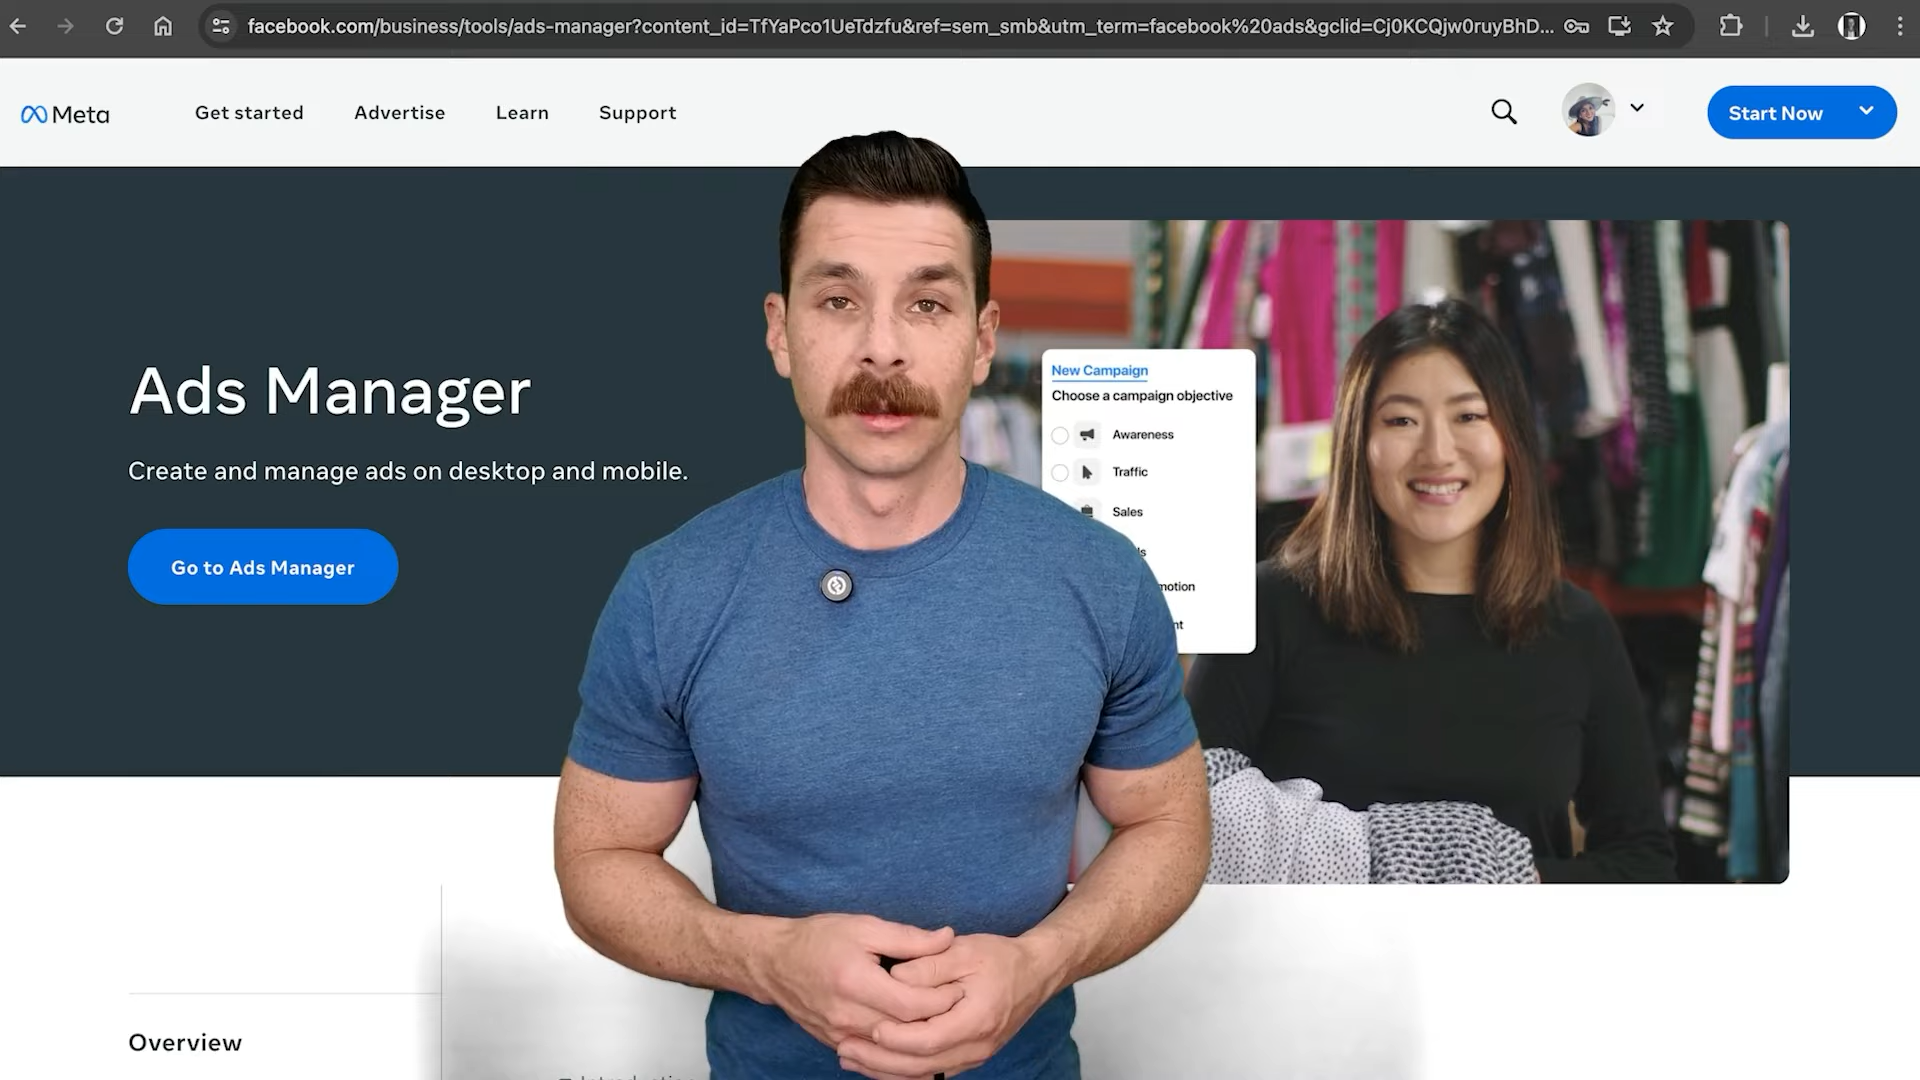 facebook.com/business/tools/ads-manager?content_id=TfYaPco1UeTdzfu&ref=sem_smb&utm_term=facebook%20ads&gclid=Cj0KCQjw0ruyBhD...
Meta
Get started
Advertise
Learn
Support
Start Now
Ads Manager
Create and manage ads on desktop and mobile.
Go to Ads Manager
New Campaign
Choose a campaign objective
Awareness
Traffic
Sales
Overview